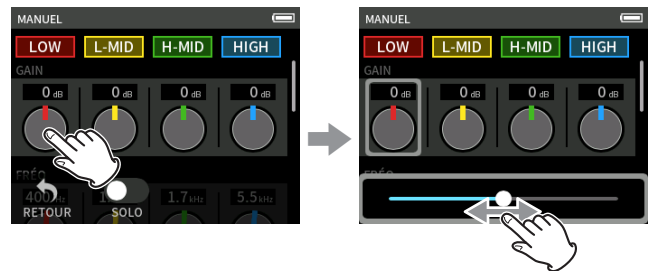 MANUEL
LOW L-MID H-MID HIGH
GAIN
0 dB 0 dB 0 dB 0 dB
FRÉQ
400 Hz 1.7 kHz 5.5 kHz
RETOUR SOLO
MANUEL
LOW L-MID H-MID HIGH
GAIN
0 dB 0 dB 0 dB 0 dB